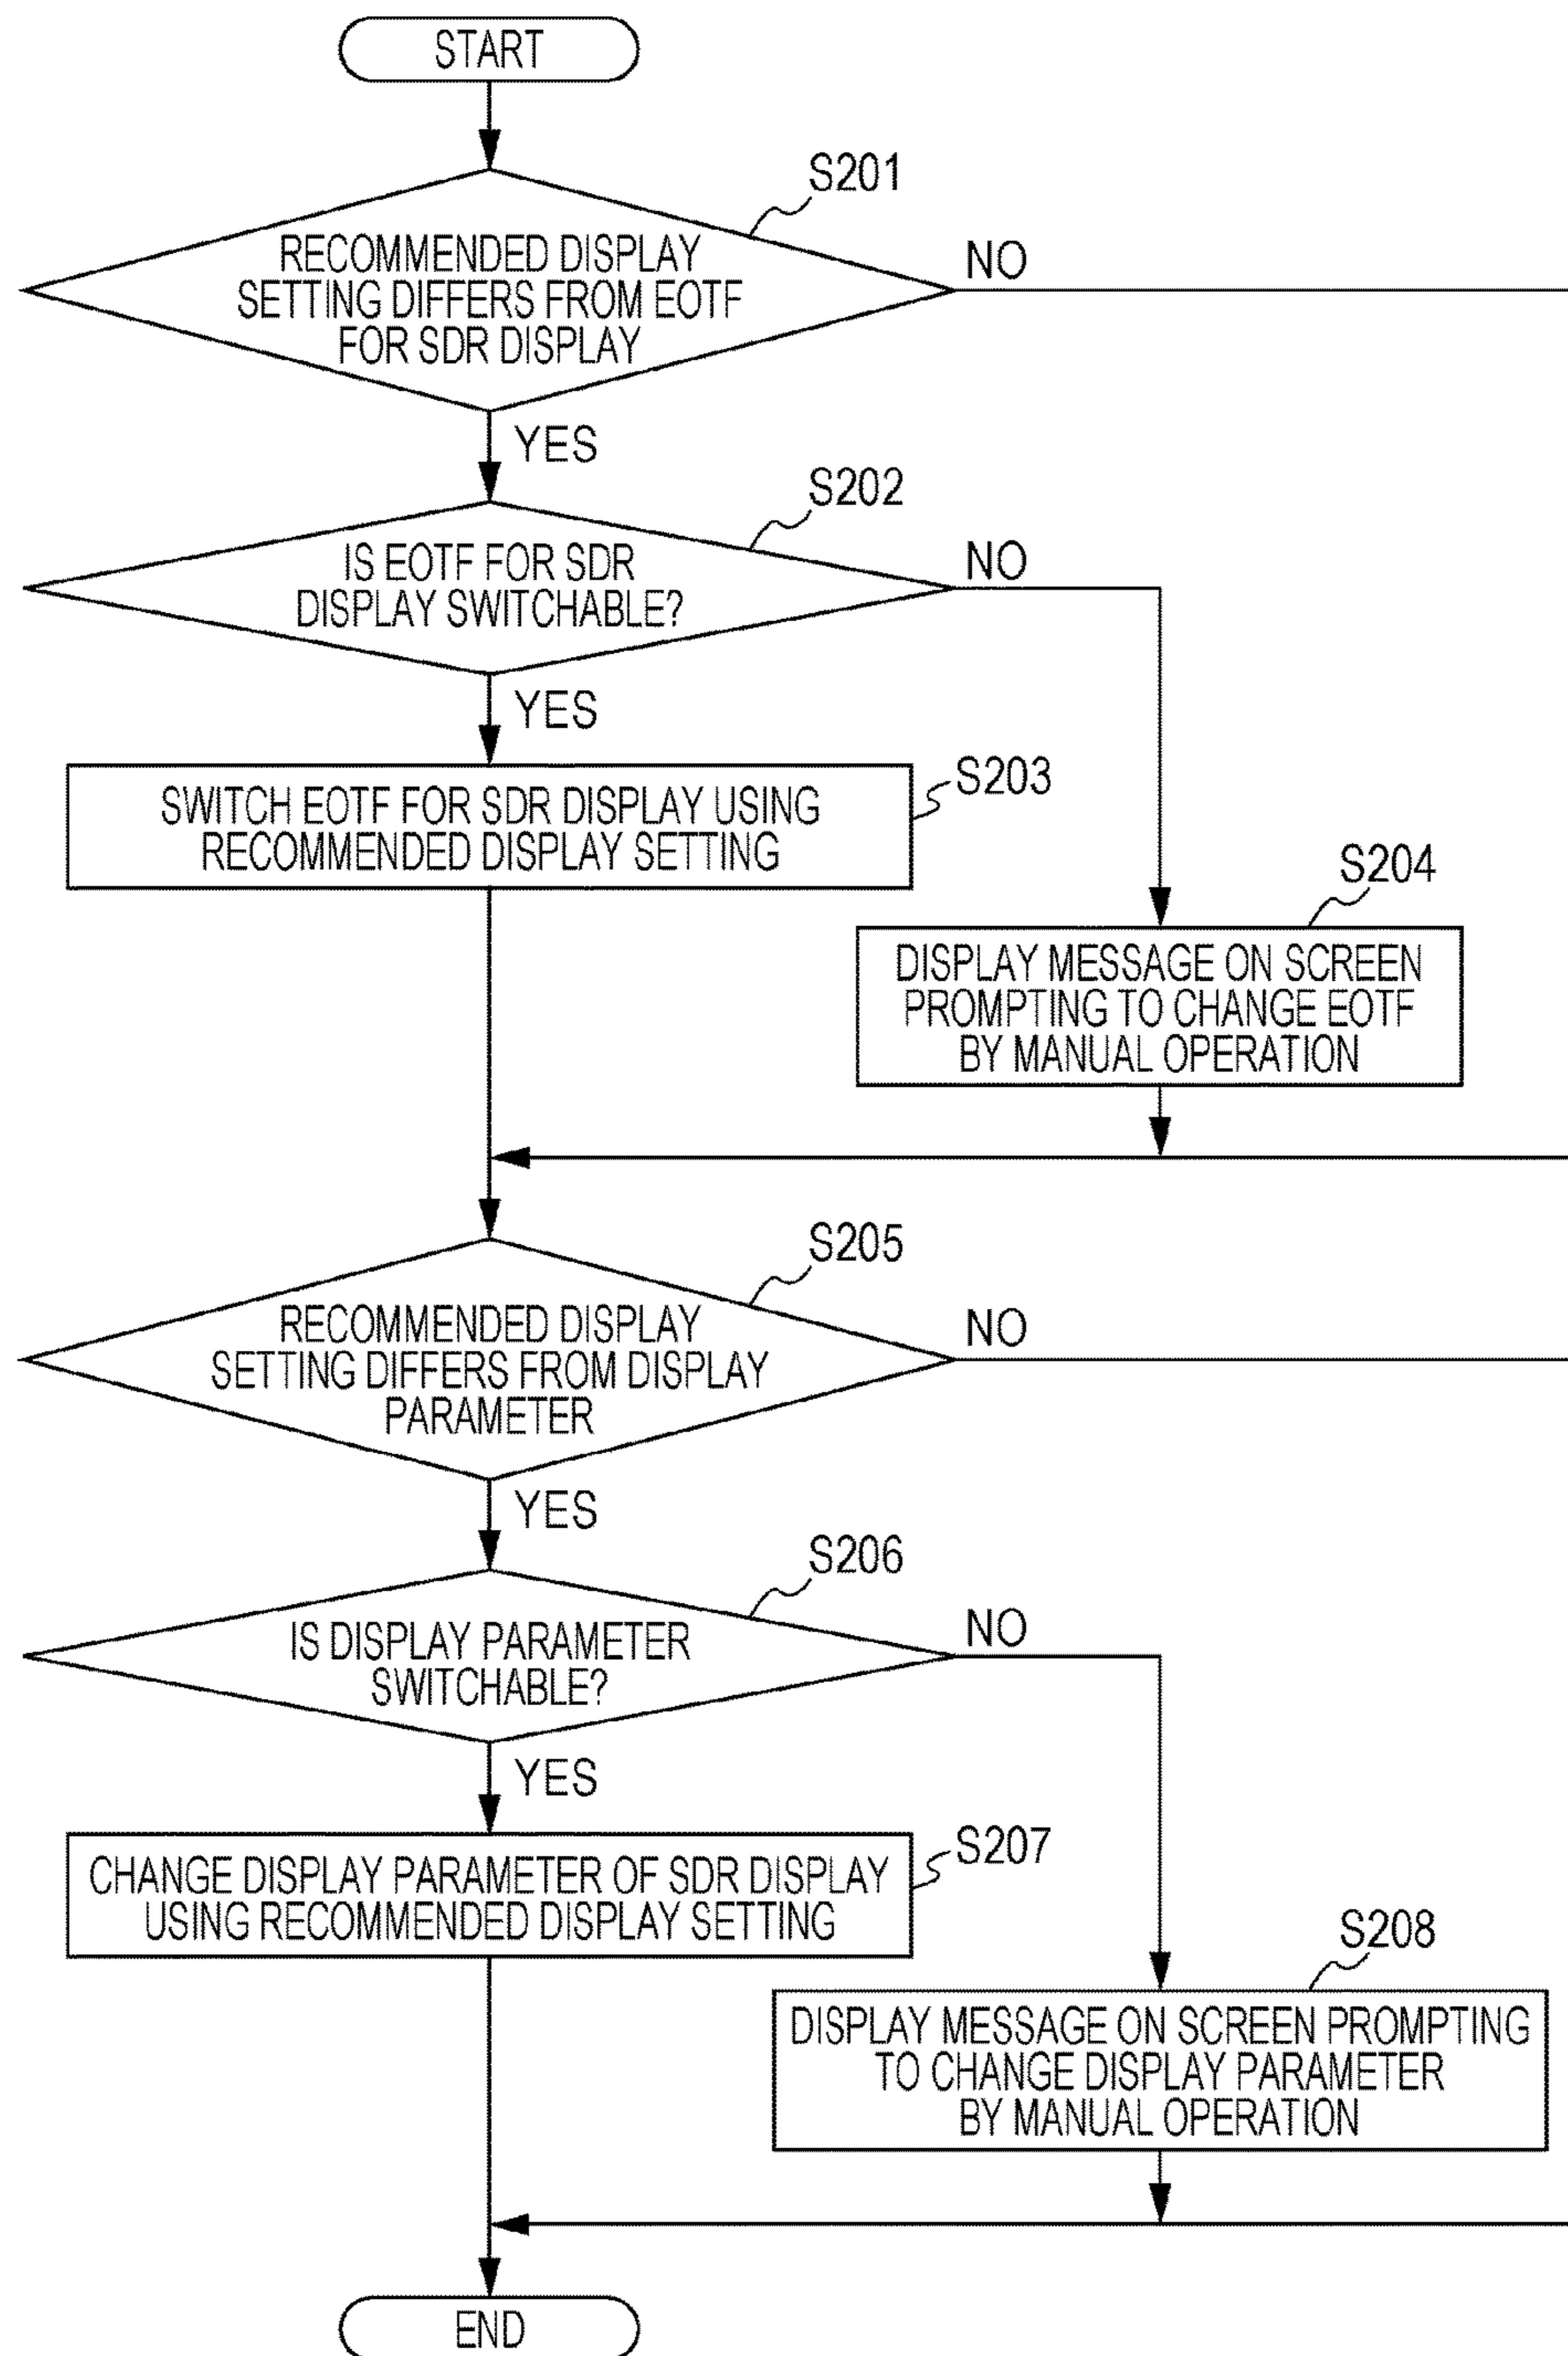 START
S201
RECOMMENDED DISPLAY
SETTING DIFFERS FROM EOTF
FOR SDR DISPLAY
NO
YES
S202
IS EOTF FOR SDR
DISPLAY SWITCHABLE?
NO
YES
S203
SWITCH EOTF FOR SDR DISPLAY USING
RECOMMENDED DISPLAY SETTING
S204
DISPLAY MESSAGE ON SCREEN
PROMPTING TO CHANGE EOTF
BY MANUAL OPERATION
S205
RECOMMENDED DISPLAY
SETTING DIFFERS FROM DISPLAY
PARAMETER
NO
YES
S206
IS DISPLAY PARAMETER
SWITCHABLE?
NO
YES
S207
CHANGE DISPLAY PARAMETER OF SDR DISPLAY
USING RECOMMENDED DISPLAY SETTING
S208
DISPLAY MESSAGE ON SCREEN PROMPTING
TO CHANGE DISPLAY PARAMETER
BY MANUAL OPERATION
END